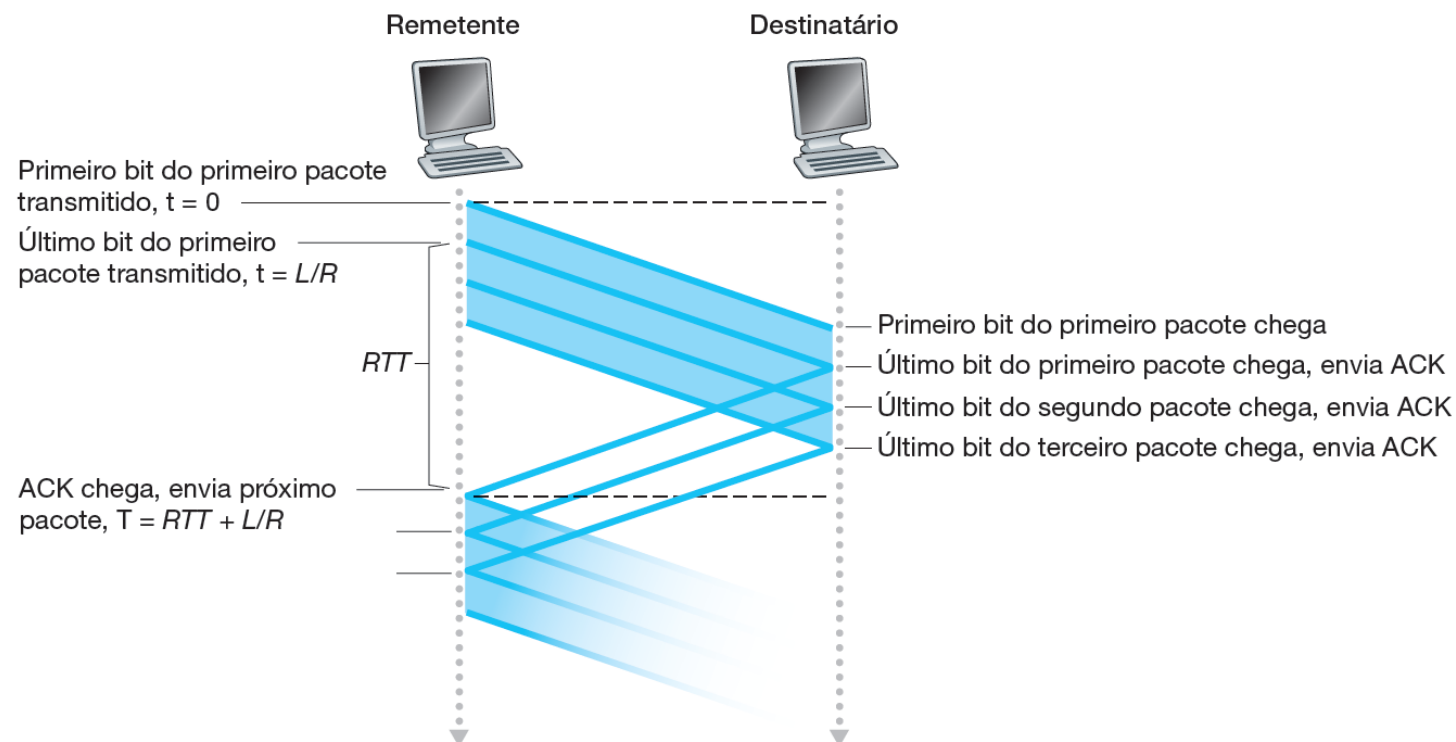 Remetente
Destinatário
Primeiro bit do primeiro pacote
transmitido, t = 0
Último bit do primeiro
pacote transmitido, t = L/R
RTT
ACK chega, envia próximo
pacote, T = RTT + L/R
Primeiro bit do primeiro pacote chega
Último bit do primeiro pacote chega, envia ACK
Último bit do segundo pacote chega, envia ACK
Último bit do terceiro pacote chega, envia ACK